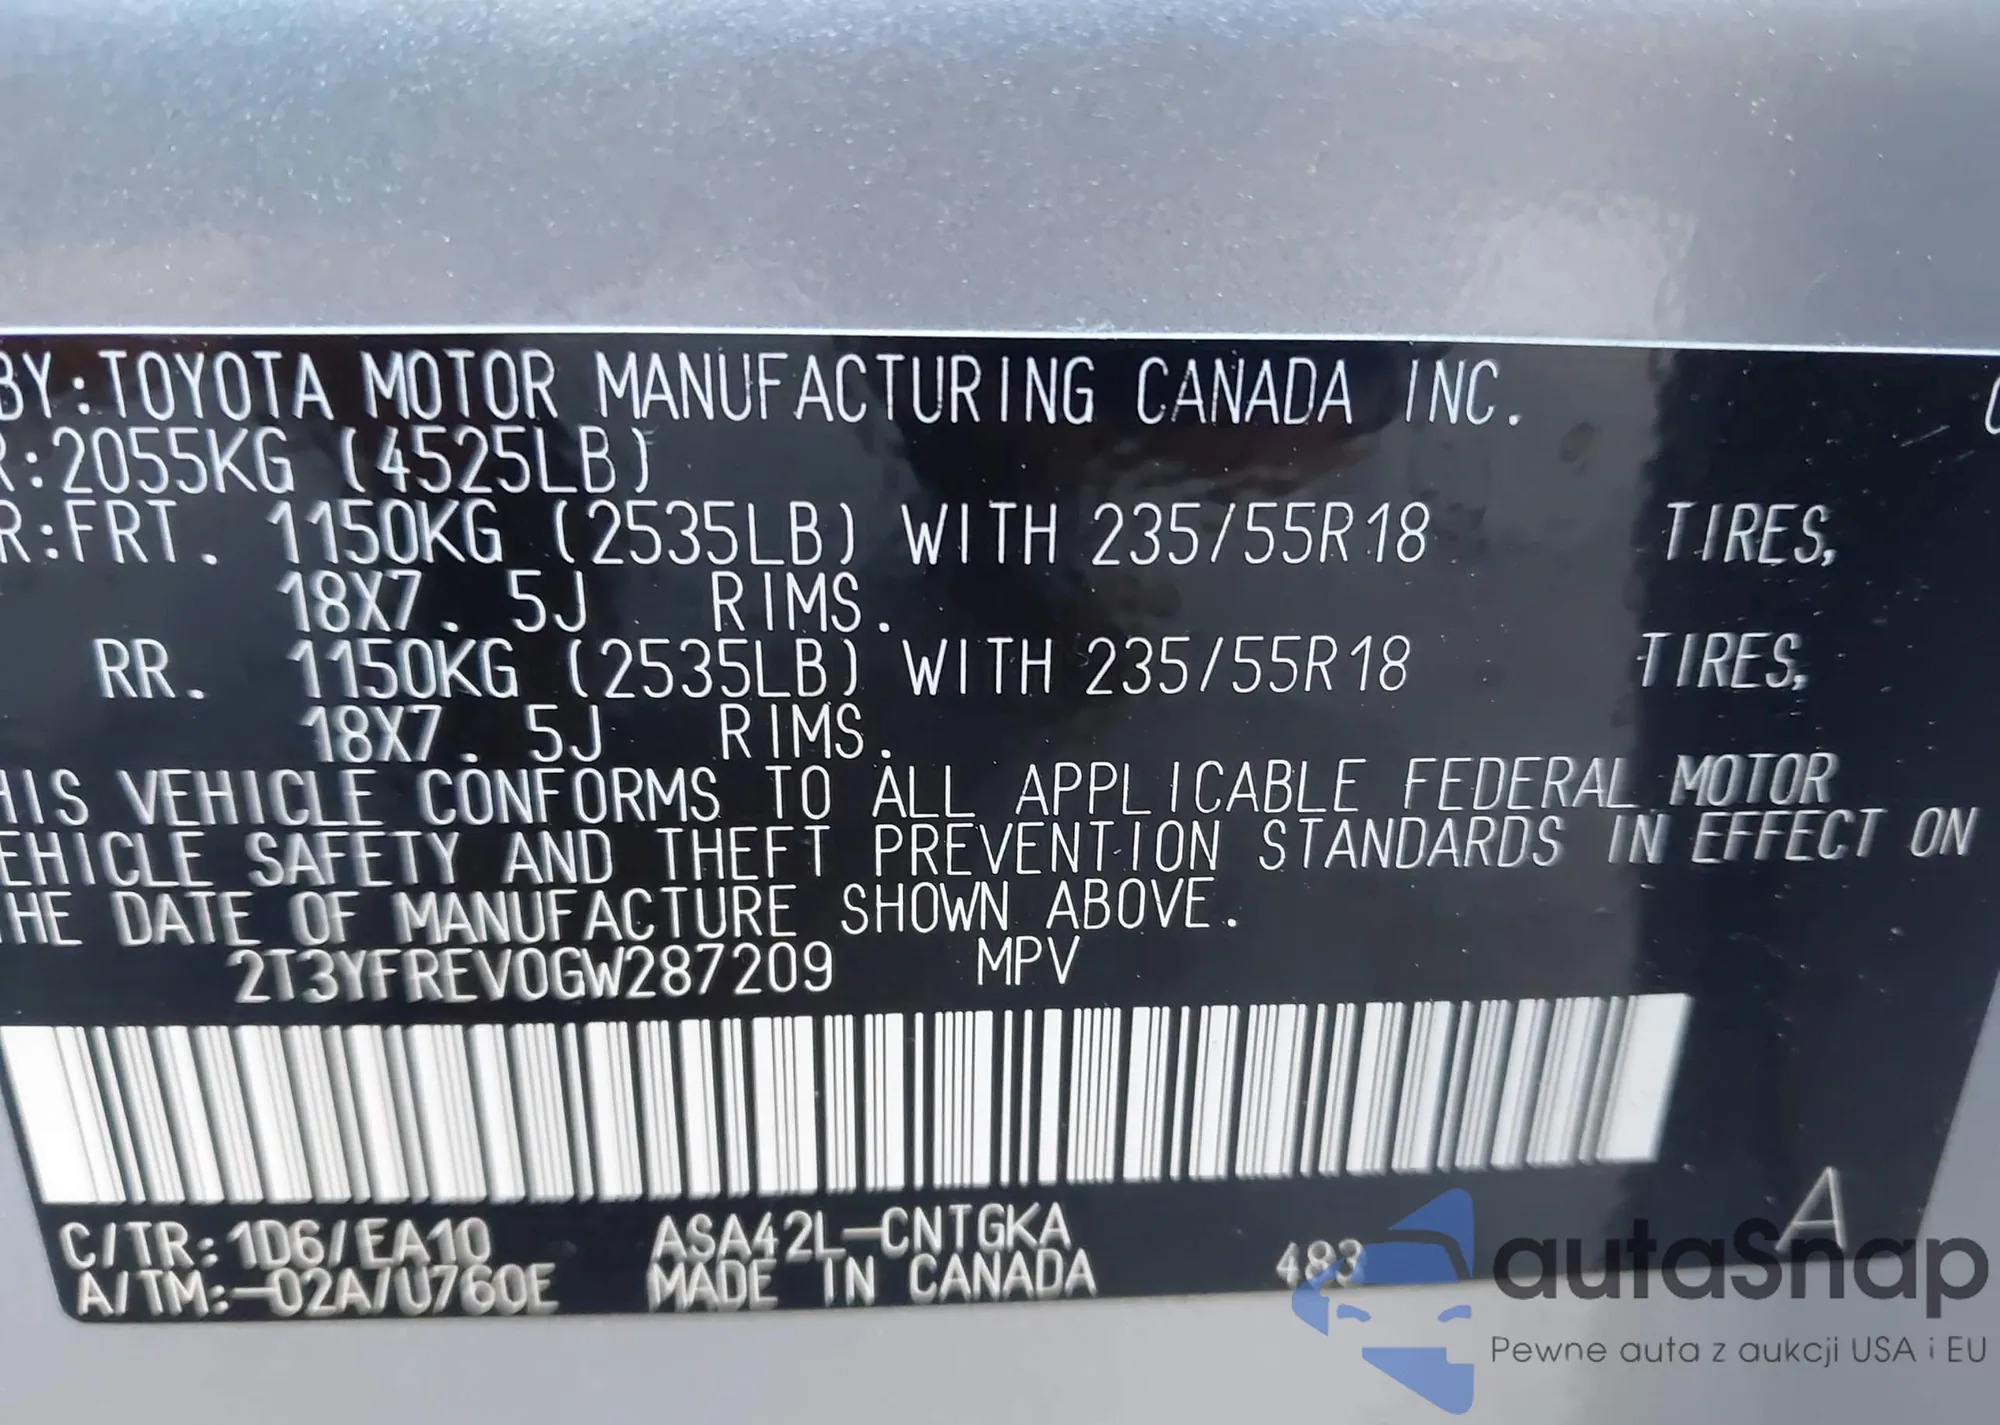 BY:TOYOTA MOTOR MANUFACTURING CANADA INC.
R:2055KG (4525LB)
R:FRT. 1150KG (2535LB) WITH 235/55R18 TIRES,
18X7. 5J RIMS.
RR. 1150KG (2535LB) WITH 235/55R18 TIRES,
18X7. 5J RIMS.
HIS VEHICLE CONFORMS TO ALL APPLICABLE FEDERAL MOTOR
EHICLE SAFETY AND THEFT PREVENTION STANDARDS IN EFFECT ON
HE DATE OF MANUFACTURE SHOWN ABOVE.
2T3YFREV0GW287209 MPV
C/TR:1D6/EA10 ASA42L-CNTGKA A
A/TM:-02A/U760E MADE IN CANADA 483
autaSnap
Pewne auta z aukcji USA i EU